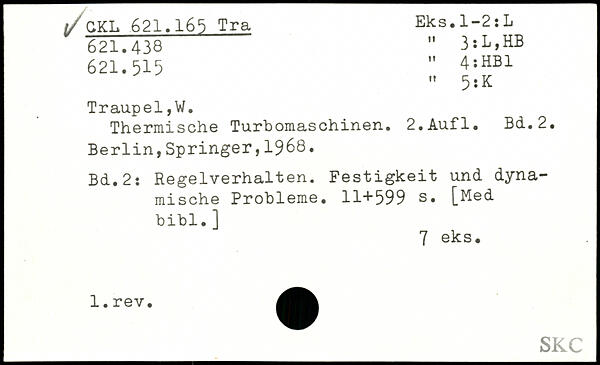 CKL 621.165 Tra
Eks.1-2:L
621.438
" 3:L,HB
621.515
" 4:HB1
" 5:K
Traupel,W.
Thermische Turbomaschinen. 2.Aufl. Bd.2.
Berlin,Springer,1968.
Bd.2: Regelverhalten. Festigkeit und dyna-
mische Probleme. 11+599 s. [Med
bibl.]
7 eks.
1.rev.
SKC